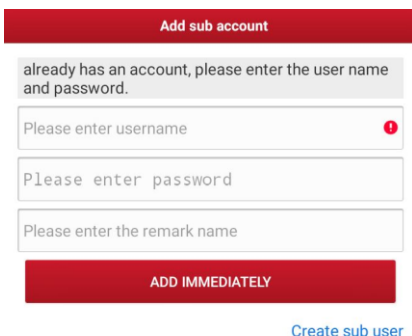 Add sub account
already has an account, please enter the user name
and password.
Please enter username
Please enter password
Please enter the remark name
ADD IMMEDIATELY
Create sub user